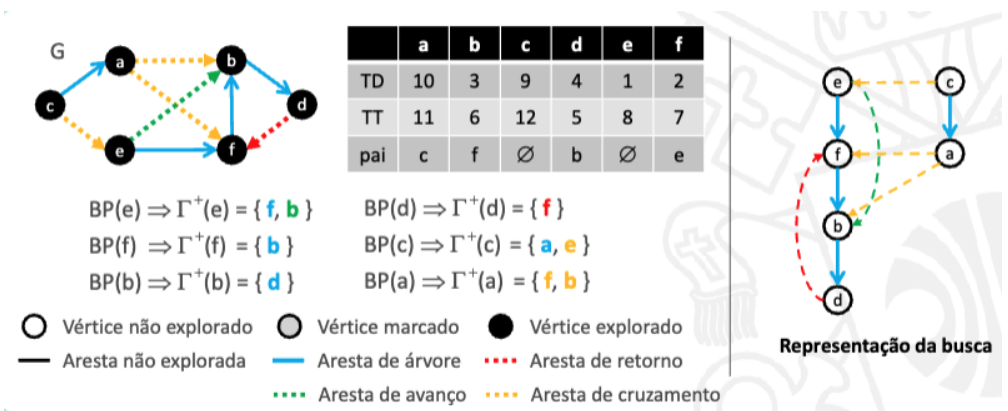 G
a
b
c
d
e
f
a b c d e f
TD 10 3 9 4 1 2
TT 11 6 12 5 8 7
pai c f ∅ b ∅ e
BP(e) ⇒ Γ⁺(e) = { f, b }
BP(f) ⇒ Γ⁺(f) = { b }
BP(b) ⇒ Γ⁺(b) = { d }
BP(d) ⇒ Γ⁺(d) = { f }
BP(c) ⇒ Γ⁺(c) = { a, e }
BP(a) ⇒ Γ⁺(a) = { f, b }
Vértice não explorado
Vértice marcado
Vértice explorado
Aresta não explorada
Aresta de árvore
Aresta de retorno
Aresta de avanço
Aresta de cruzamento
e
c
f
a
b
d
Representação da busca